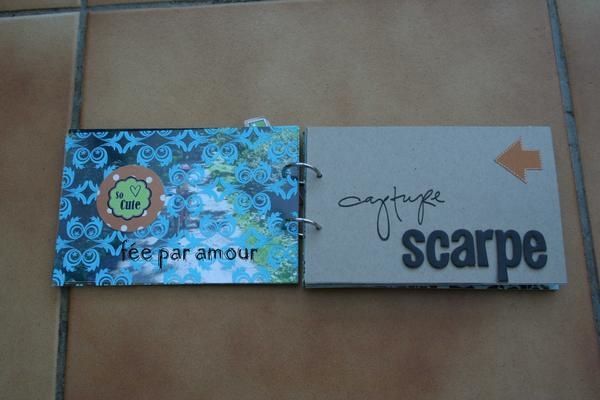 So
Cute
fée par amour
capture
scarpe